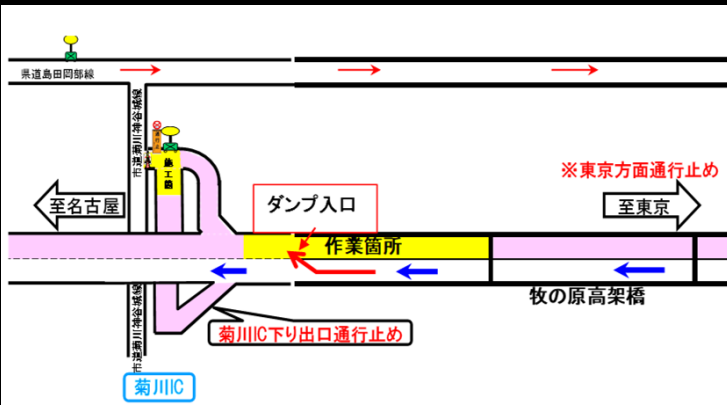 県道島田岡部線
市道菊川神谷城線
施工箇
※東京方面通行止め
至名古屋
ダンプ入口
至東京
作業箇所
牧の原高架橋
市道菊川神谷城線
菊川IC下り出口通行止め
菊川IC